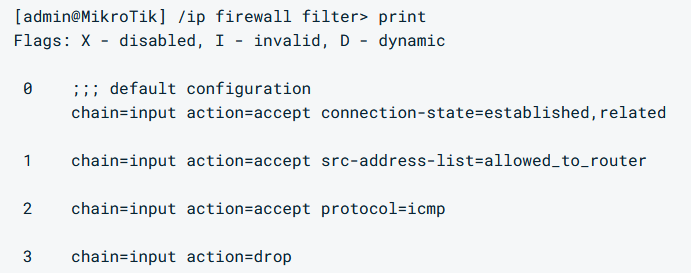 [admin@MikroTik] /ip firewall filter> print
Flags: X - disabled, I - invalid, D - dynamic
0 ;;; default configuration
chain=input action=accept connection-state=established,related
1 chain=input action=accept src-address-list=allowed_to_router
2 chain=input action=accept protocol=icmp
3 chain=input action=drop